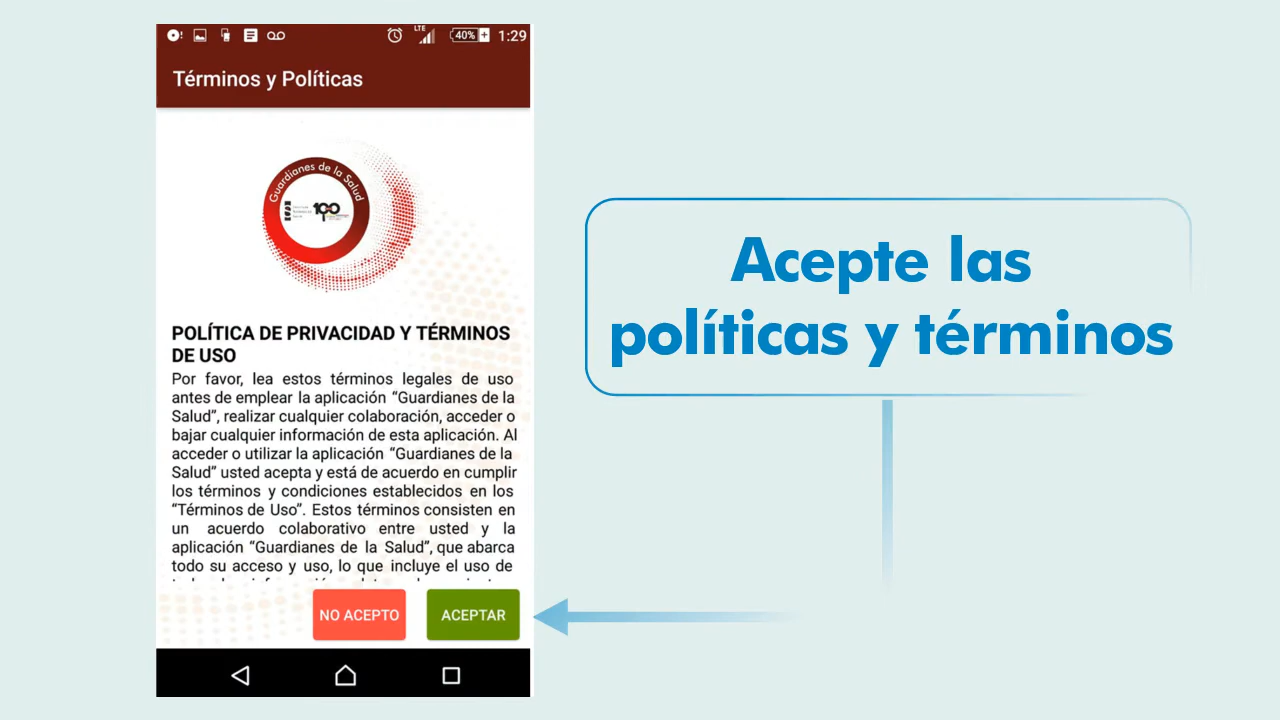 LTE
40%
1:29
Términos y Políticas
Guardianes de la Salud
100
POLÍTICA DE PRIVACIDAD Y TÉRMINOS
DE USO
Por favor, lea estos términos legales de uso
antes de emplear la aplicación “Guardianes de la
Salud”, realizar cualquier colaboración, acceder o
bajar cualquier información de esta aplicación. Al
acceder o utilizar la aplicación “Guardianes de la
Salud” usted acepta y está de acuerdo en cumplir
los términos y condiciones establecidos en los
“Términos de Uso”. Estos términos consisten en
un acuerdo colaborativo entre usted y la
aplicación “Guardianes de la Salud”, que abarca
todo su acceso y uso, lo que incluye el uso de
NO ACEPTO
ACEPTAR
Acepte las
políticas y términos